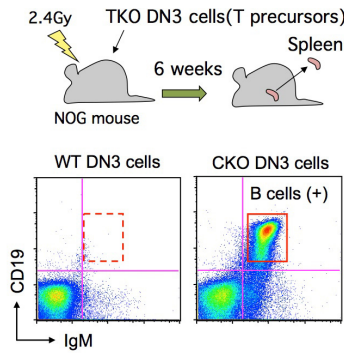 2.4Gy
TKO DN3 cells(T precursors)
Spleen
6 weeks
NOG mouse
WT DN3 cells
CKO DN3 cells
B cells (+)
CD19
IgM